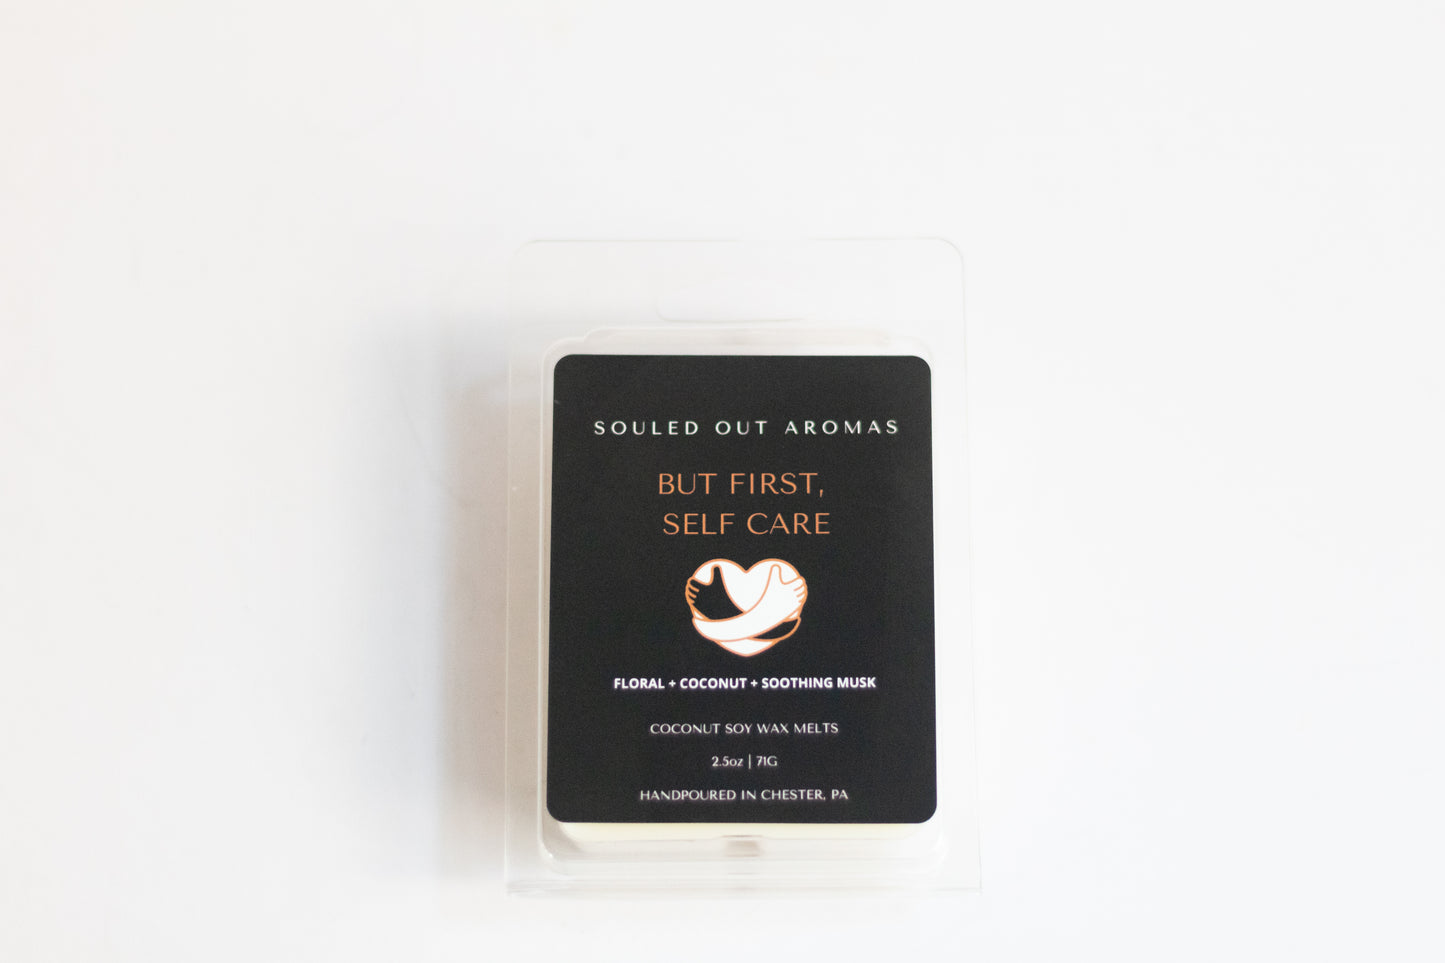 SOULED OUT AROMAS
BUT FIRST,
SELF CARE
FLORAL + COCONUT + SOOTHING MUSK
COCONUT SOY WAX MELTS
2.5oz | 71G
HANDPOURED IN CHESTER, PA